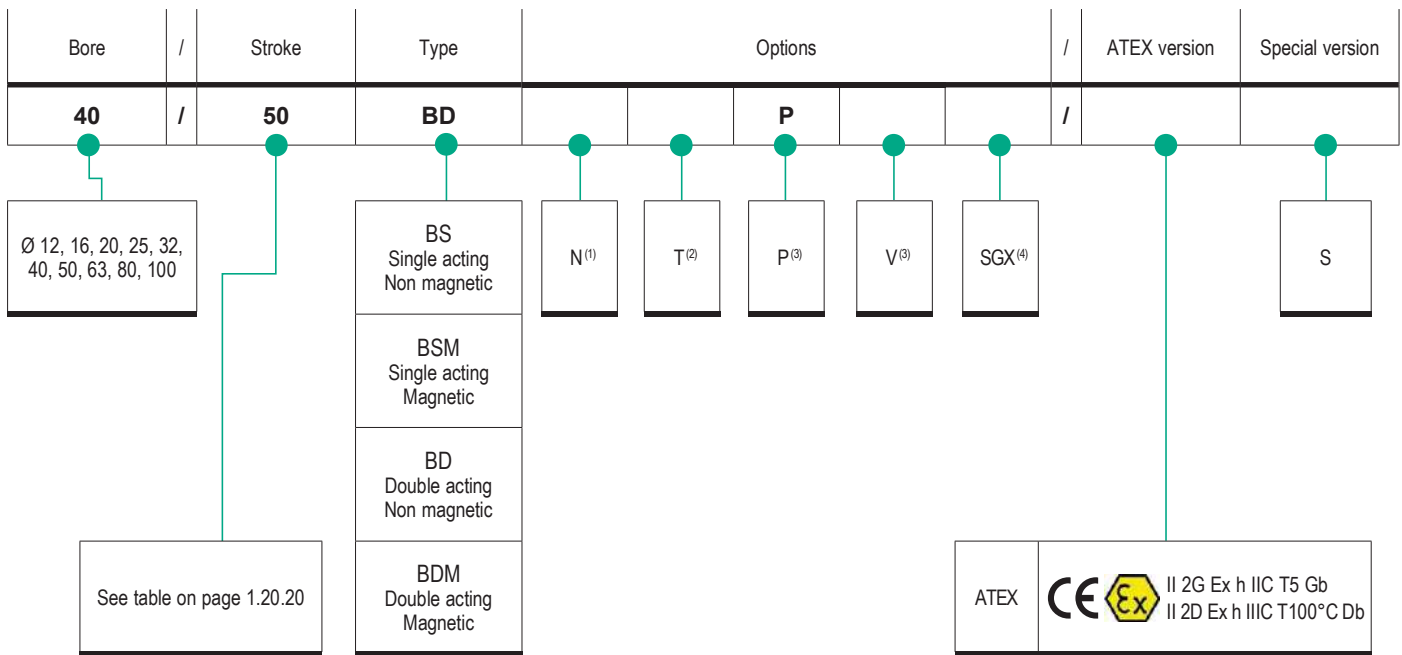 Bore / Stroke Type Options / ATEX version Special version
40 / 50 BD P /
Ø 12, 16, 20, 25, 32,
40, 50, 63, 80, 100
BS
Single acting
Non magnetic
N(1) T(2) P(3) V(3) SGX(4) S
BSM
Single acting
Magnetic
BD
Double acting
Non magnetic
BDM
Double acting
Magnetic
See table on page 1.20.20
ATEX CE Ex II 2G Ex h IIC T5 Gb
II 2D Ex h IIIC T100°C Db